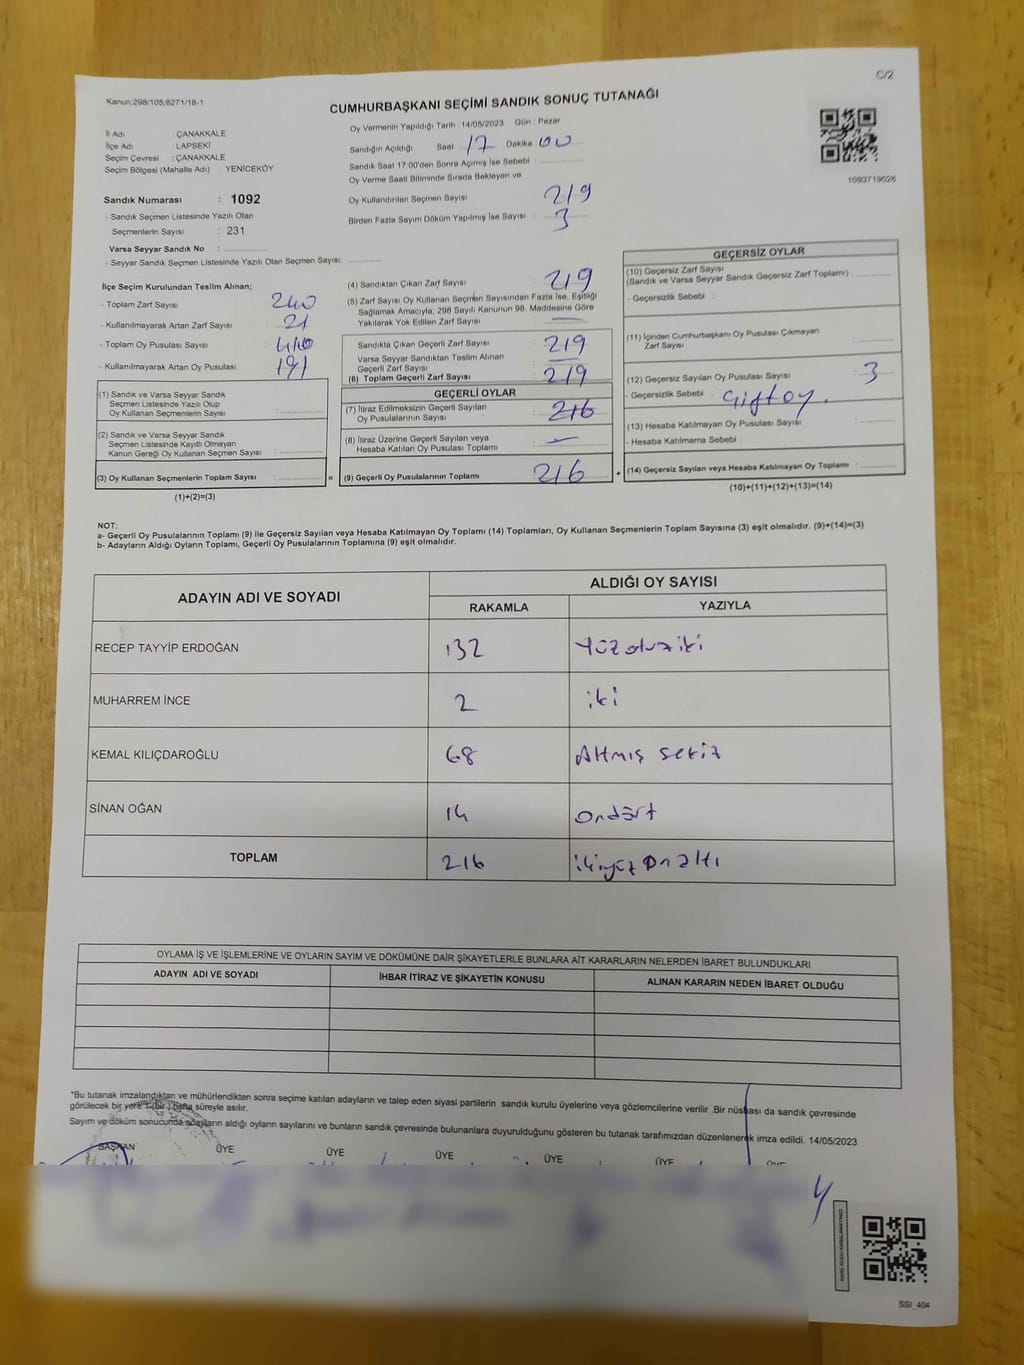 C/2
Kanun:298/105;6271/18-1
CUMHURBAŞKANI SEÇİMİ SANDIK SONUÇ TUTANAĞI
İl Adı : ÇANAKKALE
İlçe Adı : LAPSEKİ
Seçim Çevresi : ÇANAKKALE
Seçim Bölgesi (Mahalle Adı) : YENİCEKÖY
Oy Vermenin Yapıldığı Tarih : 14/05/2023 Gün : Pazar
Sandığın Açıldığı Saat : 17 Dakika 00
Sandık Saat 17.00'den Sonra Açımış İse Sebebi :
Oy Verme Saati Bitiminde Sırada Bekleyen ve
Oy Kullandırılan Seçmen Sayısı : 219
Birden Fazla Sayım Döküm Yapılmış İse Sayısı : 3
1093719028
Sandık Numarası : 1092
- Sandık Seçmen Listesinde Yazılı Olan
Seçmenlerin Sayısı : 231
Varsa Seyyar Sandık No :
- Seyyar Sandık Seçmen Listesinde Yazılı Olan Seçmen Sayısı:
İlçe Seçim Kurulundan Teslim Alınan;
- Toplam Zarf Sayısı : 240
- Kullanılmayarak Artan Zarf Sayısı : 21
- Toplam Oy Pusulası Sayısı :
- Kullanılmayarak Artan Oy Pusulası : 191
(1) Sandık ve Varsa Seyyar Sandık
Seçmen Listesinde Yazılı Olup
Oy Kullanan Seçmenlerin Sayısı :
(2) Sandık ve Varsa Seyyar Sandık
Seçmen Listesinde Kayıtlı Olmayan
Kanun Gereği Oy Kullanan Seçmen Sayısı :
(3) Oy Kullanan Seçmenlerin Toplam Sayısı : =
(1)+(2)=(3)
(4) Sandıktan Çıkan Zarf Sayısı : 219
(5) Zarf Sayısı Oy Kullanan Seçmen Sayısından Fazla İse, Eşitliği
Sağlamak Amacıyla, 298 Sayılı Kanunun 98. Maddesine Göre
Yakılarak Yok Edilen Zarf Sayısı : —
Sandıkta Çıkan Geçerli Zarf Sayısı : 219
Varsa Seyyar Sandıktan Teslim Alınan
Geçerli Zarf Sayısı : —
(6) Toplam Geçerli Zarf Sayısı : 219
GEÇERLİ OYLAR
(7) İtiraz Edilmeksizin Geçerli Sayılan
Oy Pusulalarının Sayısı : 216
(8) İtiraz Üzerine Geçerli Sayılan veya
Hesaba Katılan Oy Pusulası Toplamı : —
(9) Geçerli Oy Pusulalarının Toplamı : 216 +
GEÇERSİZ OYLAR
(10) Geçersiz Zarf Sayısı
(Sandık ve Varsa Seyyar Sandık Geçersiz Zarf Toplamı) :
- Geçersizlik Sebebi :
(11) İçinden Cumhurbaşkanı Oy Pusulası Çıkmayan
Zarf Sayısı :
(12) Geçersiz Sayılan Oy Pusulası Sayısı : 3
- Geçersizlik Sebebi : Çift oy.
(13) Hesaba Katılmayan Oy Pusulası Sayısı :
- Hesaba Katılmama Sebebi :
(14) Geçersiz Sayılan veya Hesaba Katılmayan Oy Toplamı :
(10)+(11)+(12)+(13)=(14)
NOT:
a- Geçerli Oy Pusulalarının Toplamı (9) ile Geçersiz Sayılan veya Hesaba Katılmayan Oy Toplamı (14) Toplamları, Oy Kullanan Seçmenlerin Toplam Sayısına (3) eşit olmalıdır. (9)+(14)=(3)
b- Adayların Aldığı Oyların Toplamı, Geçerli Oy Pusulalarının Toplamına (9) eşit olmalıdır.
ADAYIN ADI VE SOYADI ALDIĞI OY SAYISI
RAKAMLA YAZIYLA
RECEP TAYYİP ERDOĞAN 132 Yüz otuz iki
MUHARREM İNCE 2 iki
KEMAL KILIÇDAROĞLU 68 Altmış sekiz
SİNAN OĞAN 14 ondört
TOPLAM 216 ikiyüz onaltı
OYLAMA İŞ VE İŞLEMLERİNE VE OYLARIN SAYIM VE DÖKÜMÜNE DAİR ŞİKAYETLERLE BUNLARA AİT KARARLARIN NELERDEN İBARET BULUNDUKLARI
ADAYIN ADI VE SOYADI İHBAR İTİRAZ VE ŞİKAYETİN KONUSU ALINAN KARARIN NEDEN İBARET OLDUĞU
*Bu tutanak imzalandıktan ve mühürlendikten sonra seçime katılan adayların ve talep eden siyasi partilerin sandık kurulu üyelerine veya gözlemcilerine verilir .Bir nüshası da sandık çevresinde
görülecek bir yere 1 (bir ) hafta süreyle asılır.
Sayım ve döküm sonucunda adayların aldığı oyların sayılarını ve bunların sandık çevresinde bulunanlara duyurulduğunu gösteren bu tutanak tarafımızdan düzenlenerek imza edildi. 14/05/2023
BAŞKAN ÜYE ÜYE ÜYE ÜYE ÜYE ÜYE
SSI_404